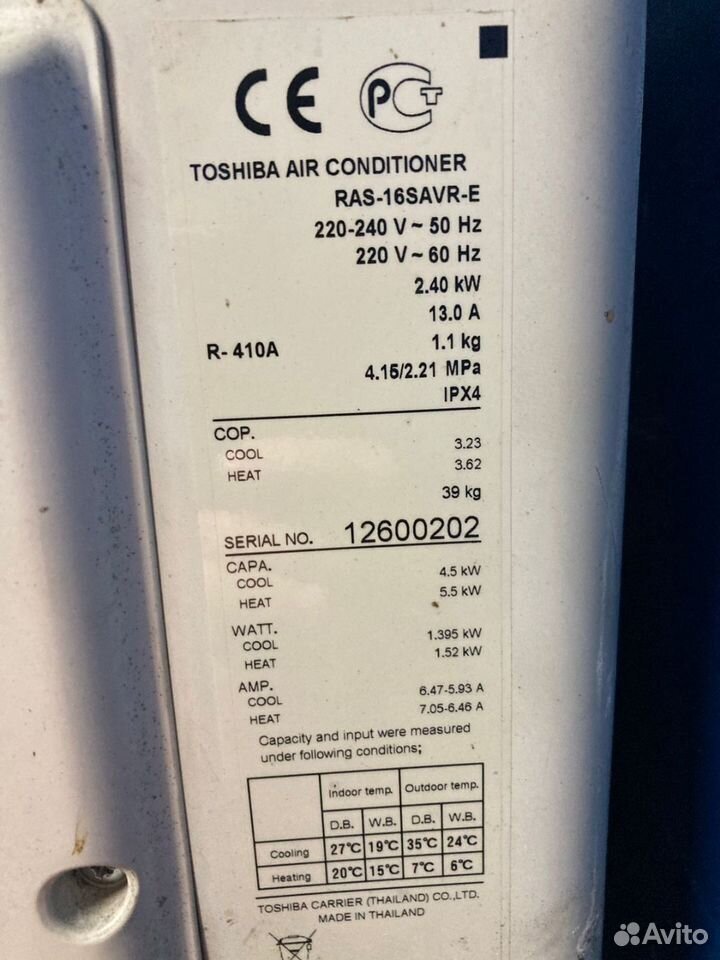 CE PCT
TOSHIBA AIR CONDITIONER
RAS-16SAVR-E
220-240 V ~ 50 Hz
220 V ~ 60 Hz
2.40 kW
13.0 A
R- 410A 1.1 kg
4.15/2.21 MPa
IPX4
COP.
COOL 3.23
HEAT 3.62
39 kg
SERIAL NO. 12600202
CAPA.
COOL 4.5 kW
HEAT 5.5 kW
WATT.
COOL 1.395 kW
HEAT 1.52 kW
AMP.
COOL 6.47-5.93 A
HEAT 7.05-6.46 A
Capacity and input were measured
under following conditions;
Indoor temp. Outdoor temp.
D.B. W.B. D.B. W.B.
Cooling 27°C 19°C 35°C 24°C
Heating 20°C 15°C 7°C 6°C
TOSHIBA CARRIER (THAILAND) CO.,LTD.
MADE IN THAILAND
Avito